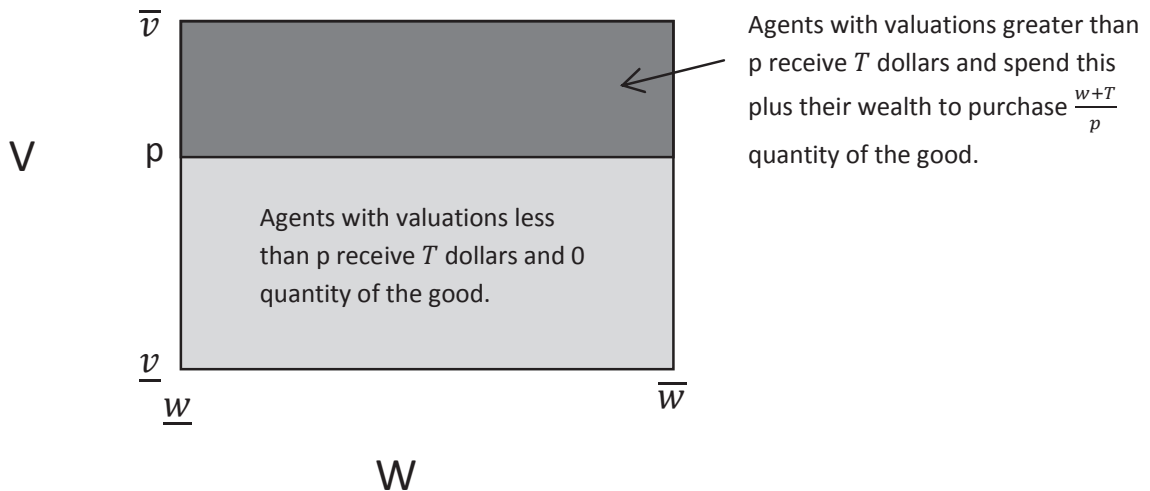 v̅
Agents with valuations greater than
p receive T dollars and spend this
plus their wealth to purchase (w+T)/p
quantity of the good.
V
p
Agents with valuations less
than p receive T dollars and 0
quantity of the good.
v̲
w̲
w̅
W